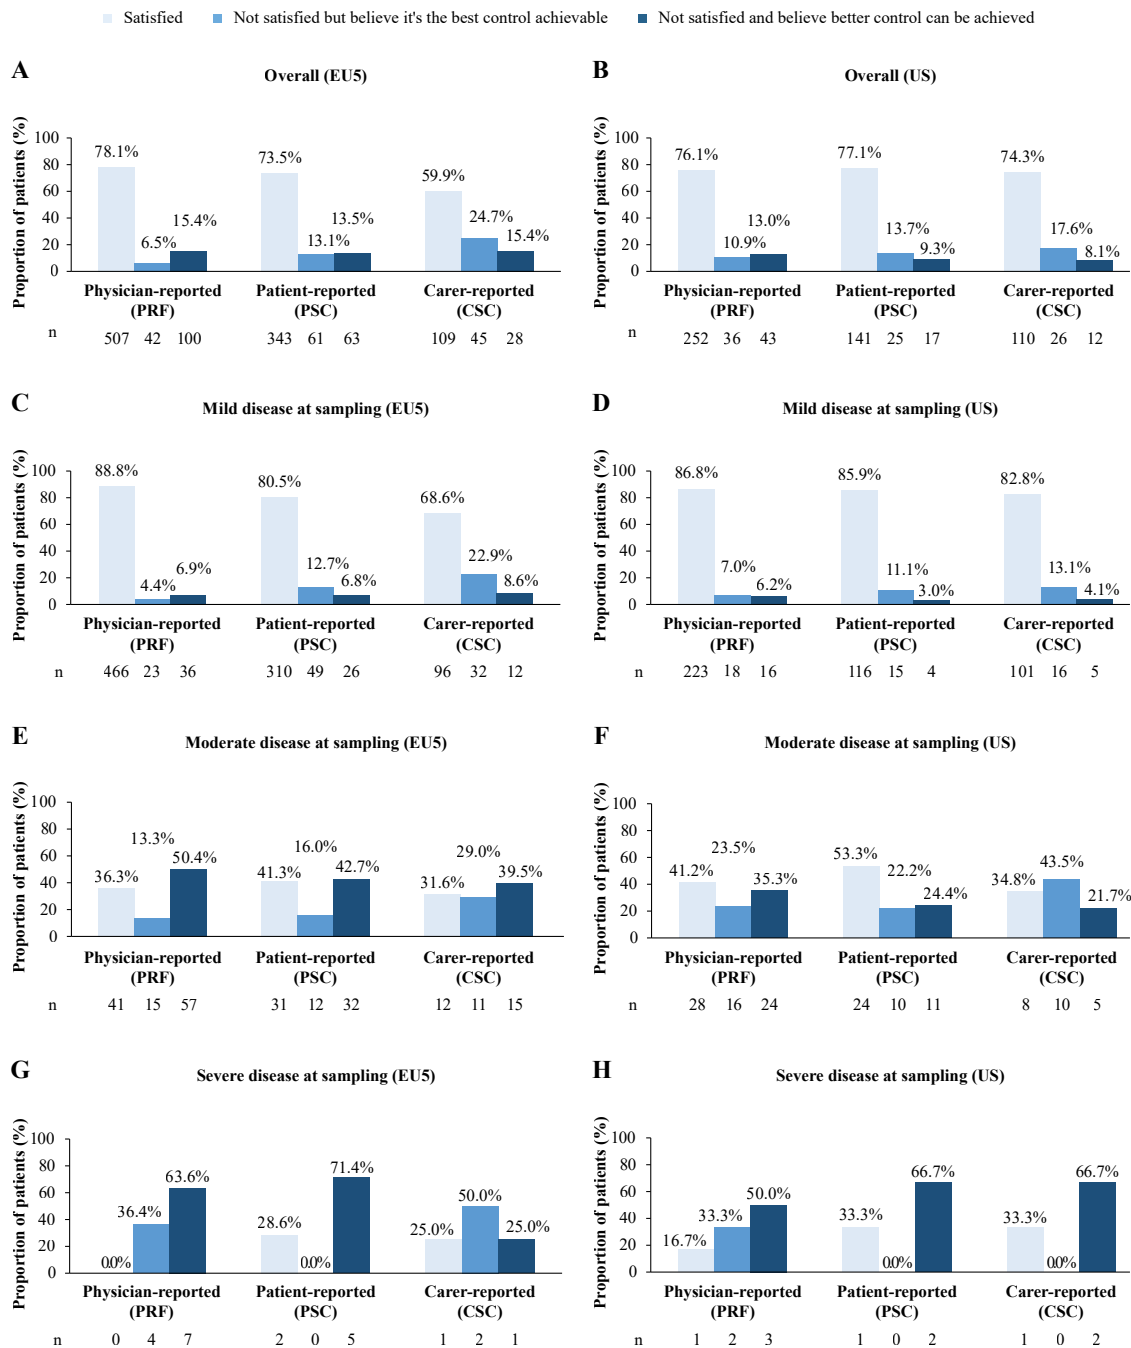 Satisfied Not satisfied but believe it's the best control achievable Not satisfied and believe better control can be achieved
A Overall (EU5)
Proportion of patients (%)
100
80
60
40
20
0
78.1% 6.5% 15.4%
73.5% 13.1% 13.5%
59.9% 24.7% 15.4%
Physician-reported (PRF) Patient-reported (PSC) Carer-reported (CSC)
n 507 42 100 343 61 63 109 45 28
B Overall (US)
Proportion of patients (%)
100
80
60
40
20
0
76.1% 10.9% 13.0%
77.1% 13.7% 9.3%
74.3% 17.6% 8.1%
Physician-reported (PRF) Patient-reported (PSC) Carer-reported (CSC)
n 252 36 43 141 25 17 110 26 12
C Mild disease at sampling (EU5)
Proportion of patients (%)
100
80
60
40
20
0
88.8% 4.4% 6.9%
80.5% 12.7% 6.8%
68.6% 22.9% 8.6%
Physician-reported (PRF) Patient-reported (PSC) Carer-reported (CSC)
n 466 23 36 310 49 26 96 32 12
D Mild disease at sampling (US)
Proportion of patients (%)
100
80
60
40
20
0
86.8% 7.0% 6.2%
85.9% 11.1% 3.0%
82.8% 13.1% 4.1%
Physician-reported (PRF) Patient-reported (PSC) Carer-reported (CSC)
n 223 18 16 116 15 4 101 16 5
E Moderate disease at sampling (EU5)
Proportion of patients (%)
100
80
60
40
20
0
36.3% 13.3% 50.4%
41.3% 16.0% 42.7%
31.6% 29.0% 39.5%
Physician-reported (PRF) Patient-reported (PSC) Carer-reported (CSC)
n 41 15 57 31 12 32 12 11 15
F Moderate disease at sampling (US)
Proportion of patients (%)
100
80
60
40
20
0
41.2% 23.5% 35.3%
53.3% 22.2% 24.4%
34.8% 43.5% 21.7%
Physician-reported (PRF) Patient-reported (PSC) Carer-reported (CSC)
n 28 16 24 24 10 11 8 10 5
G Severe disease at sampling (EU5)
Proportion of patients (%)
100
80
60
40
20
0
0.0% 36.4% 63.6%
28.6% 0.0% 71.4%
25.0% 50.0% 25.0%
Physician-reported (PRF) Patient-reported (PSC) Carer-reported (CSC)
n 0 4 7 2 0 5 1 2 1
H Severe disease at sampling (US)
Proportion of patients (%)
100
80
60
40
20
0
16.7% 33.3% 50.0%
33.3% 0.0% 66.7%
33.3% 0.0% 66.7%
Physician-reported (PRF) Patient-reported (PSC) Carer-reported (CSC)
n 1 2 3 1 0 2 1 0 2